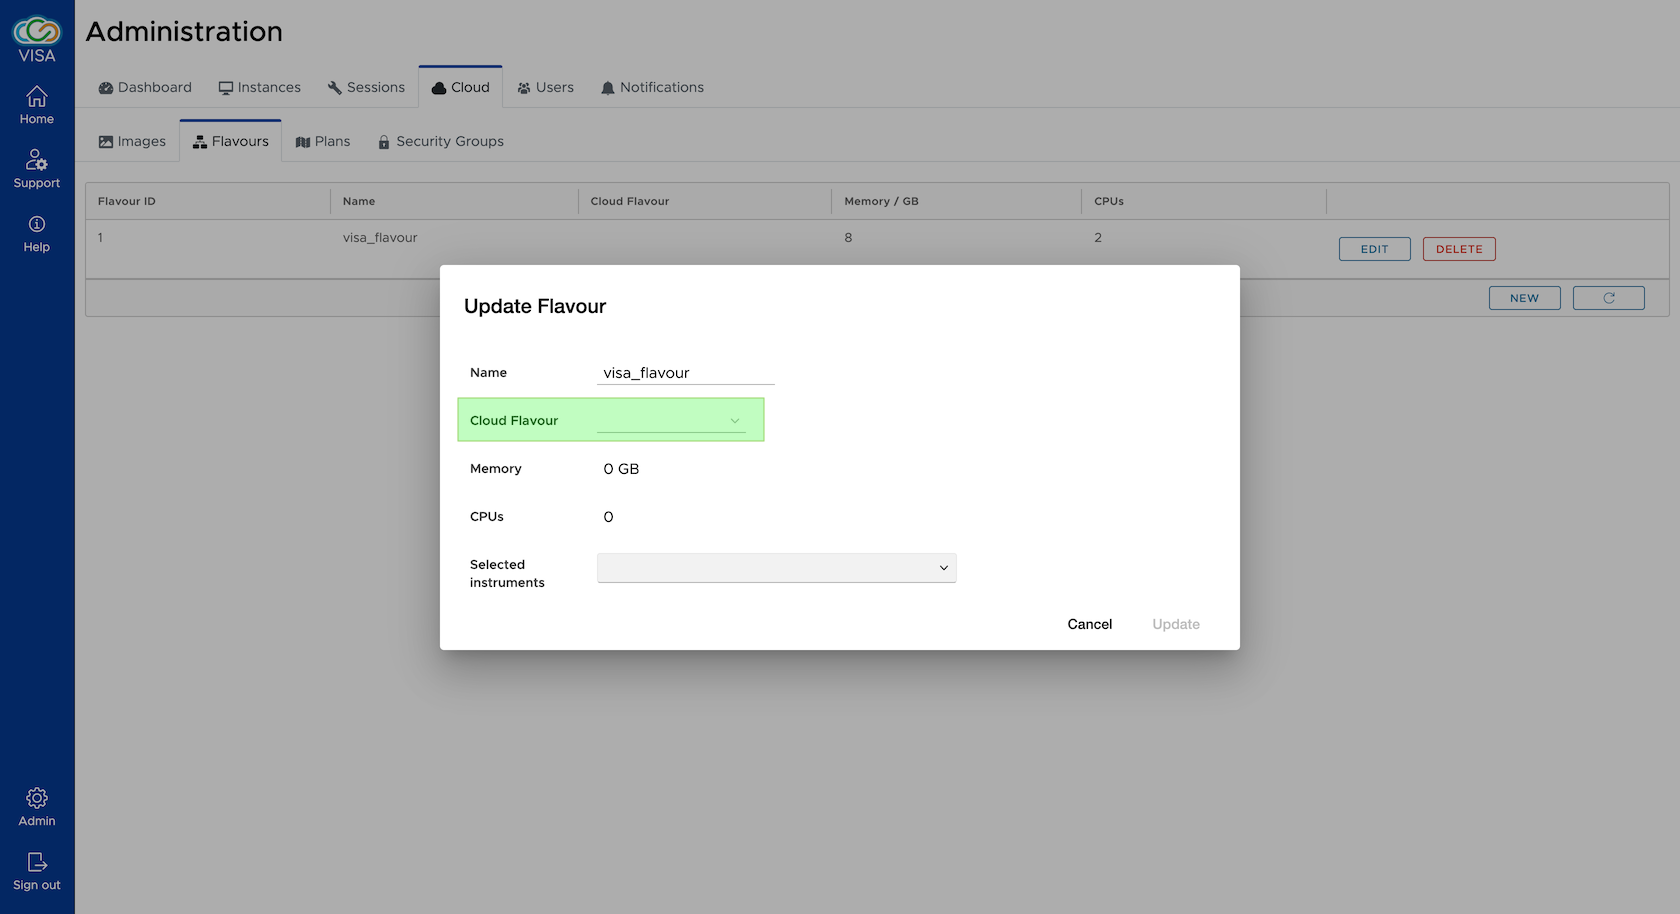 VISA
Home
Support
Help
Admin
Sign out
Administration
Dashboard Instances Sessions Cloud Users Notifications
Images Flavours Plans Security Groups
Flavour ID Name Cloud Flavour Memory / GB CPUs
1 visa_flavour 8 2 EDIT DELETE
NEW
Update Flavour
Name visa_flavour
Cloud Flavour
Memory 0 GB
CPUs 0
Selected
instruments
Cancel Update